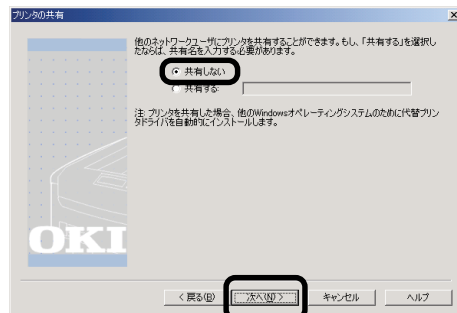 プリンタの共有
他のネットワークユーザにプリンタを共有することができます。もし、「共有する」を選択し
たならば、共有名を入力する必要があります。
共有しない
共有する:
注: プリンタを共有した場合、他のWindowsオペレーティングシステムのために代替プリン
タドライバを自動的にインストールします。
OKI
< 戻る(B)
次へ(N) >
キャンセル
ヘルプ